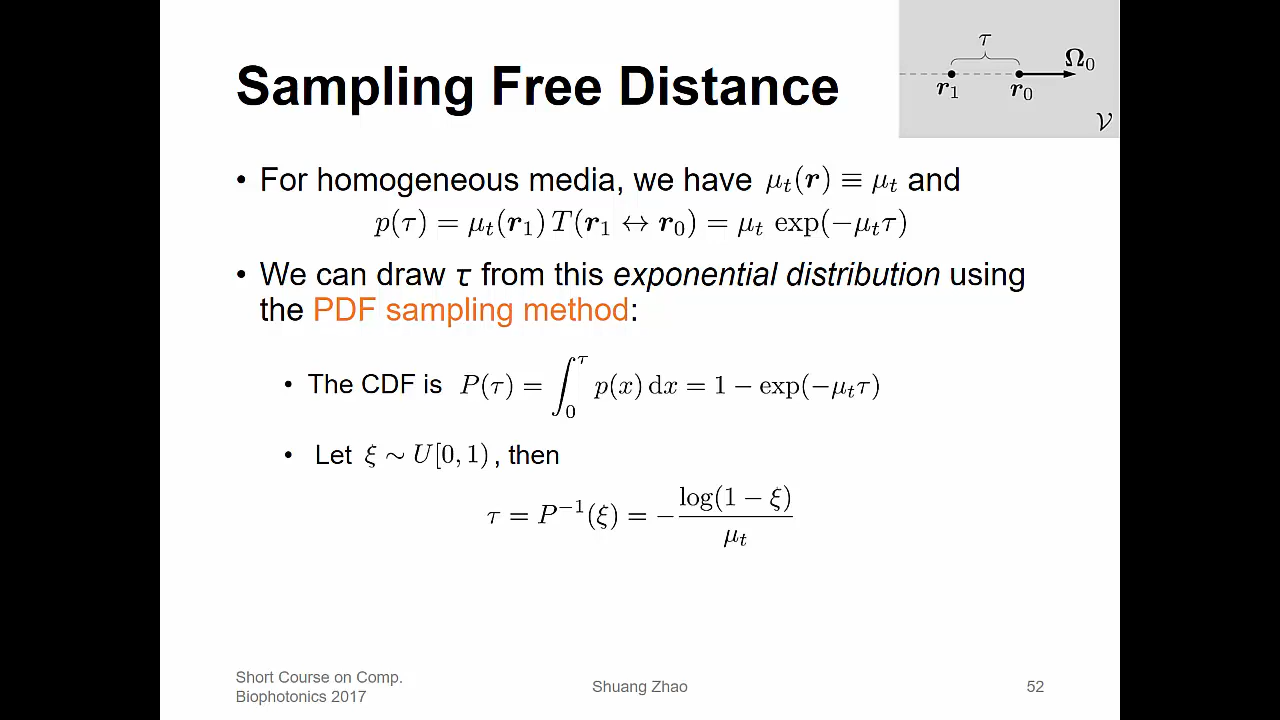 Sampling Free Distance
τ
Ω₀
r₁
r₀
𝒱
• For homogeneous media, we have μₜ(r) ≡ μₜ and
p(τ) = μₜ(r₁) T(r₁ ↔ r₀) = μₜ exp(−μₜτ)
• We can draw τ from this exponential distribution using
the PDF sampling method:
• The CDF is P(τ) = ∫₀^τ p(x) dx = 1 − exp(−μₜτ)
• Let ξ ∼ U[0, 1), then
τ = P⁻¹(ξ) = − log(1 − ξ) / μₜ
Short Course on Comp.
Biophotonics 2017
Shuang Zhao
52